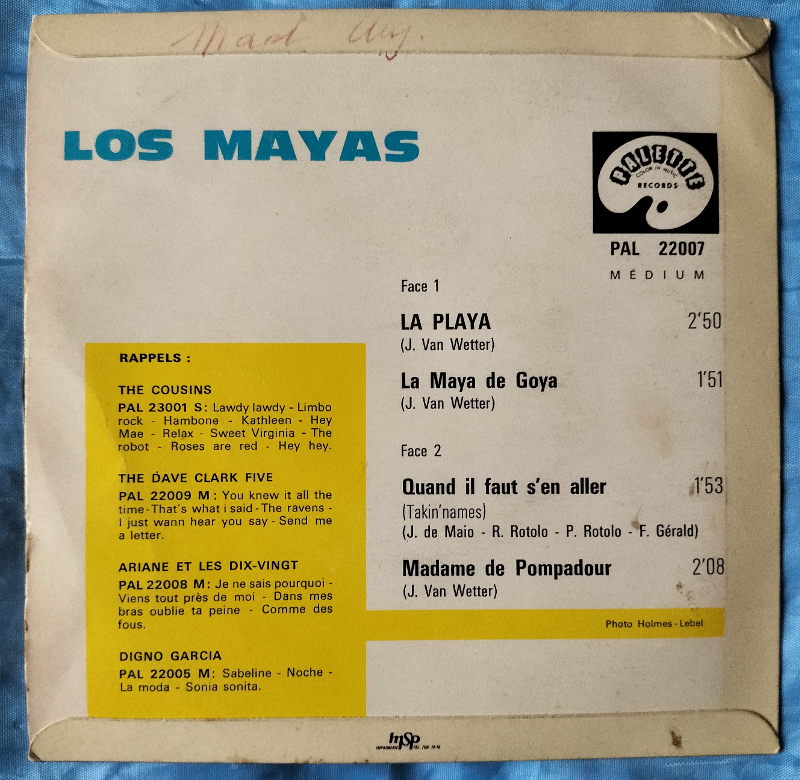 LOS MAYAS
PALETTE
COLOR IN MUSIC
RECORDS
PAL 22007
MÉDIUM
Face 1
LA PLAYA 2'50
(J. Van Wetter)
La Maya de Goya 1'51
(J. Van Wetter)
Face 2
Quand il faut s'en aller 1'53
(Takin'names)
(J. de Maio - R. Rotolo - P. Rotolo - F. Gérald)
Madame de Pompadour 2'08
(J. Van Wetter)
Photo Holmes-Lebel
RAPPELS :
THE COUSINS
PAL 23001 S : Lawdy lawdy - Limbo
rock - Hambone - Kathleen - Hey
Mae - Relax - Sweet Virginia - The
robot - Roses are red - Hey hey.
THE DAVE CLARK FIVE
PAL 22009 M : You knew it all the
time - That's what i said - The ravens -
I just wann hear you say - Send me
a letter.
ARIANE ET LES DIX-VINGT
PAL 22008 M : Je ne sais pourquoi -
Viens tout près de moi - Dans mes
bras oublie ta peine - Comme des
fous.
DIGNO GARCIA
PAL 22005 M : Sabeline - Noche -
La moda - Sonia sonita.
IMPRIMERIE msp